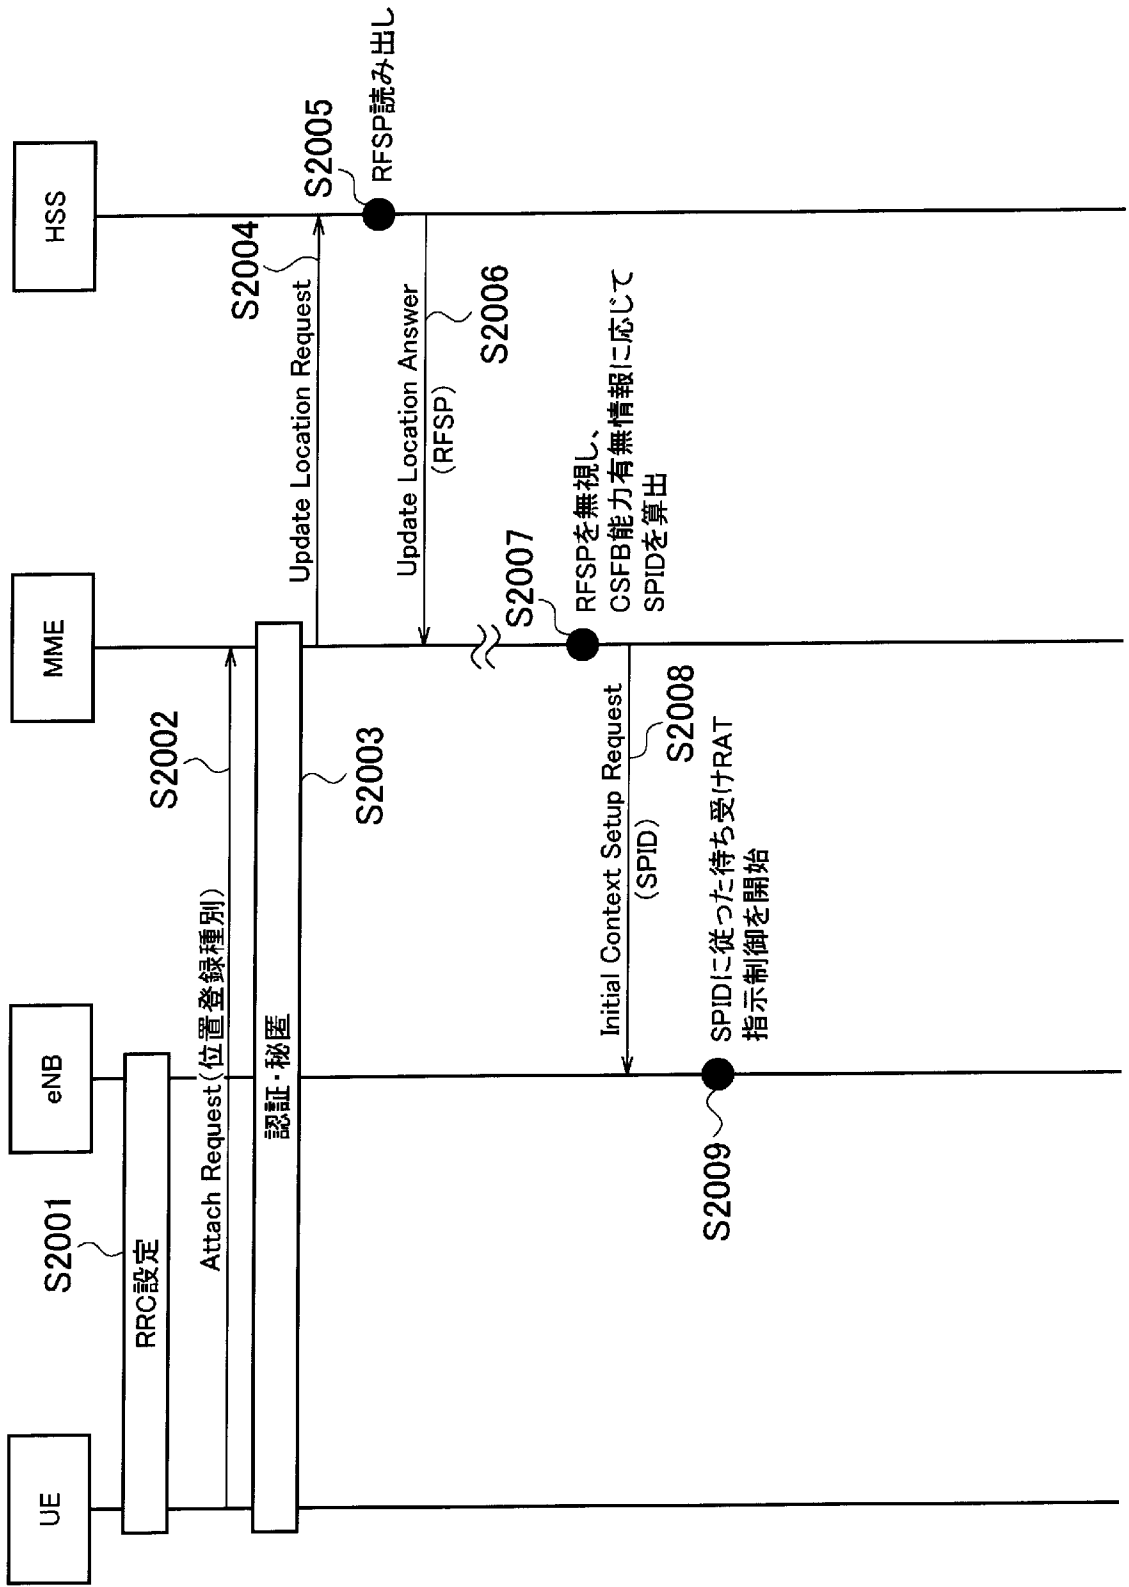 UE
eNB
MME
HSS
S2001
RRC設定
S2002
Attach Request(位置登録種別)
認証・秘匿
S2003
S2004
Update Location Request
S2005
RFSP読み出し
Update Location Answer
(RFSP)
S2006
S2007
RFSPを無視し、
CSFB能力有無情報に応じて
SPIDを算出
Initial Context Setup Request
(SPID)
S2008
SPIDに従った待ち受けRAT
指示制御を開始
S2009